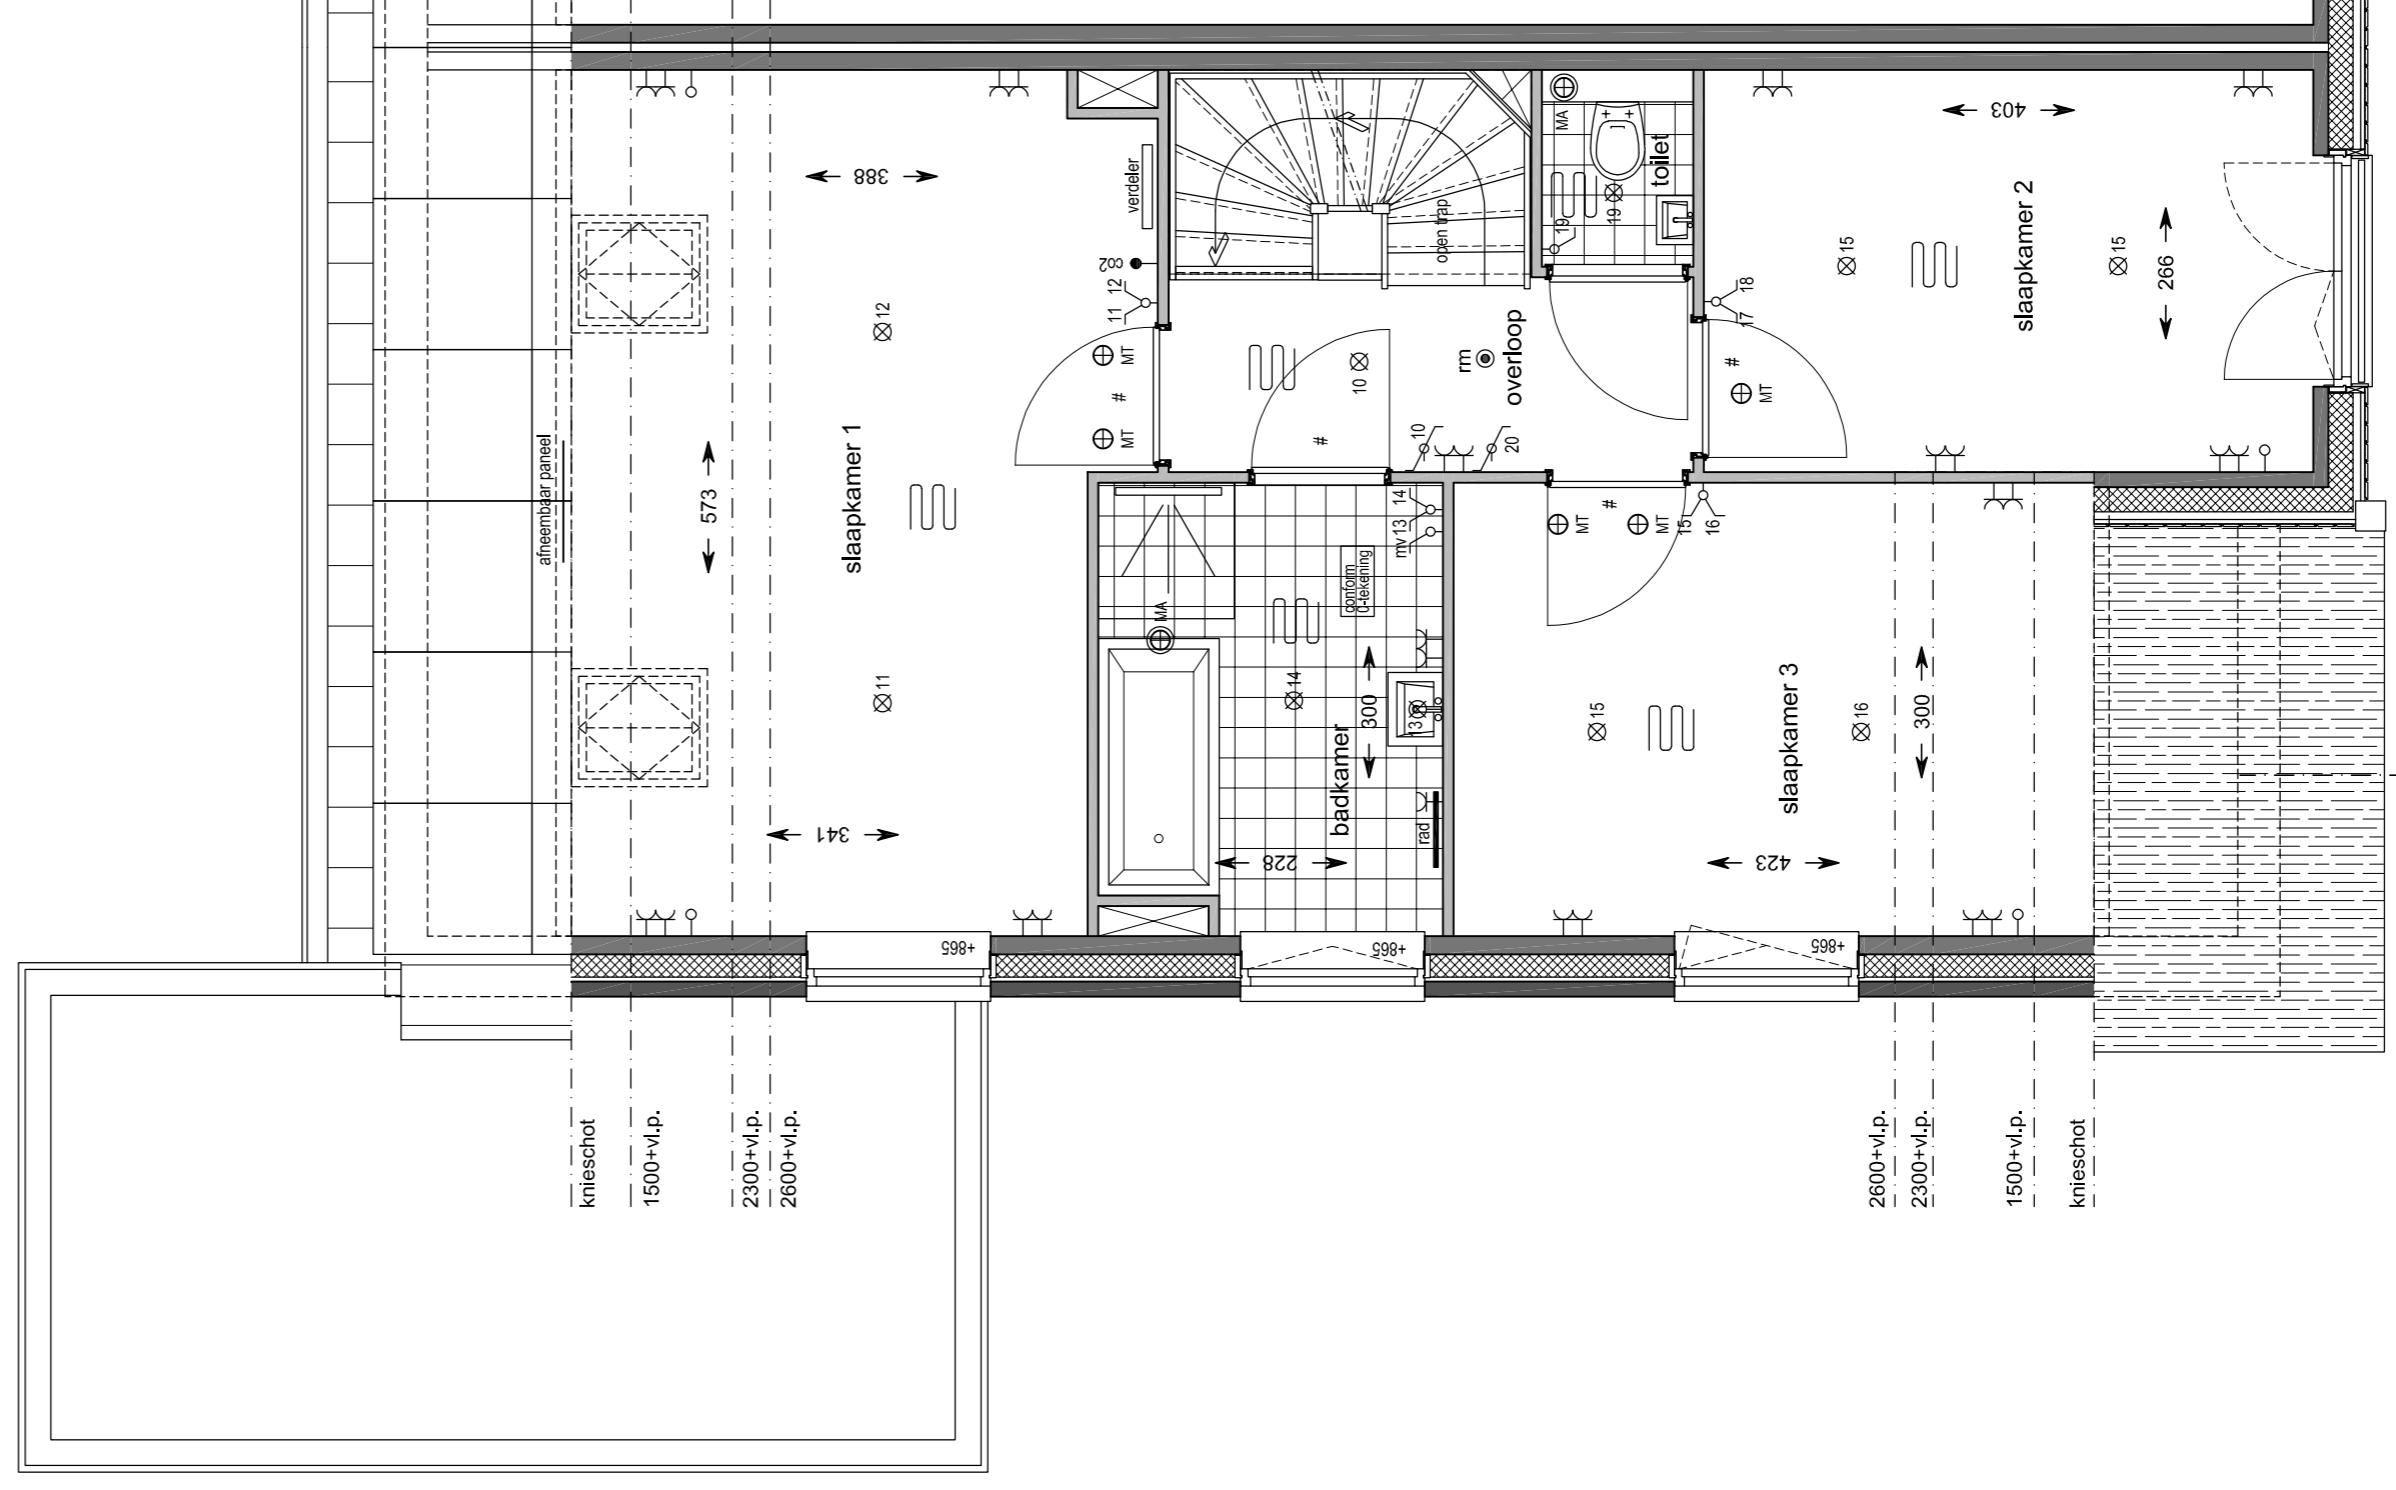 afneembaar paneel
573
388
341
slaapkamer 1
12
11
verdeler
co2
11 12
MT
#
MT
open trap
10
rm
overloop
#
10
20
MA
19
19
toilet
17 18
#
MT
403
slaapkamer 2
15
15
266
MA
14
mv 13
conform
0-tekening
14
13
300
badkamer
228
rad
MT
#
MT
15 16
15
16
slaapkamer 3
300
423
+865
+865
+865
knieschot
1500+vl.p.
2300+vl.p.
2600+vl.p.
2600+vl.p.
2300+vl.p.
1500+vl.p.
knieschot